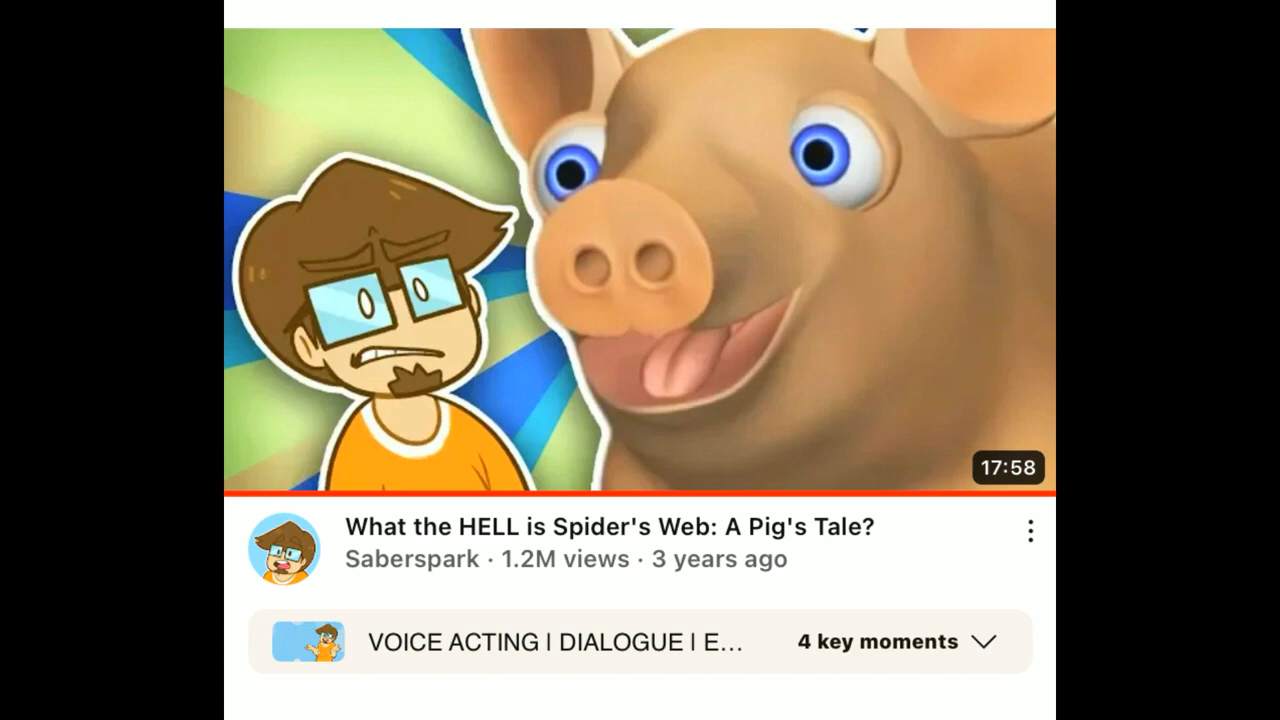 17:58
What the HELL is Spider's Web: A Pig's Tale?
Saberspark · 1.2M views · 3 years ago
VOICE ACTING | DIALOGUE | E... 4 key moments